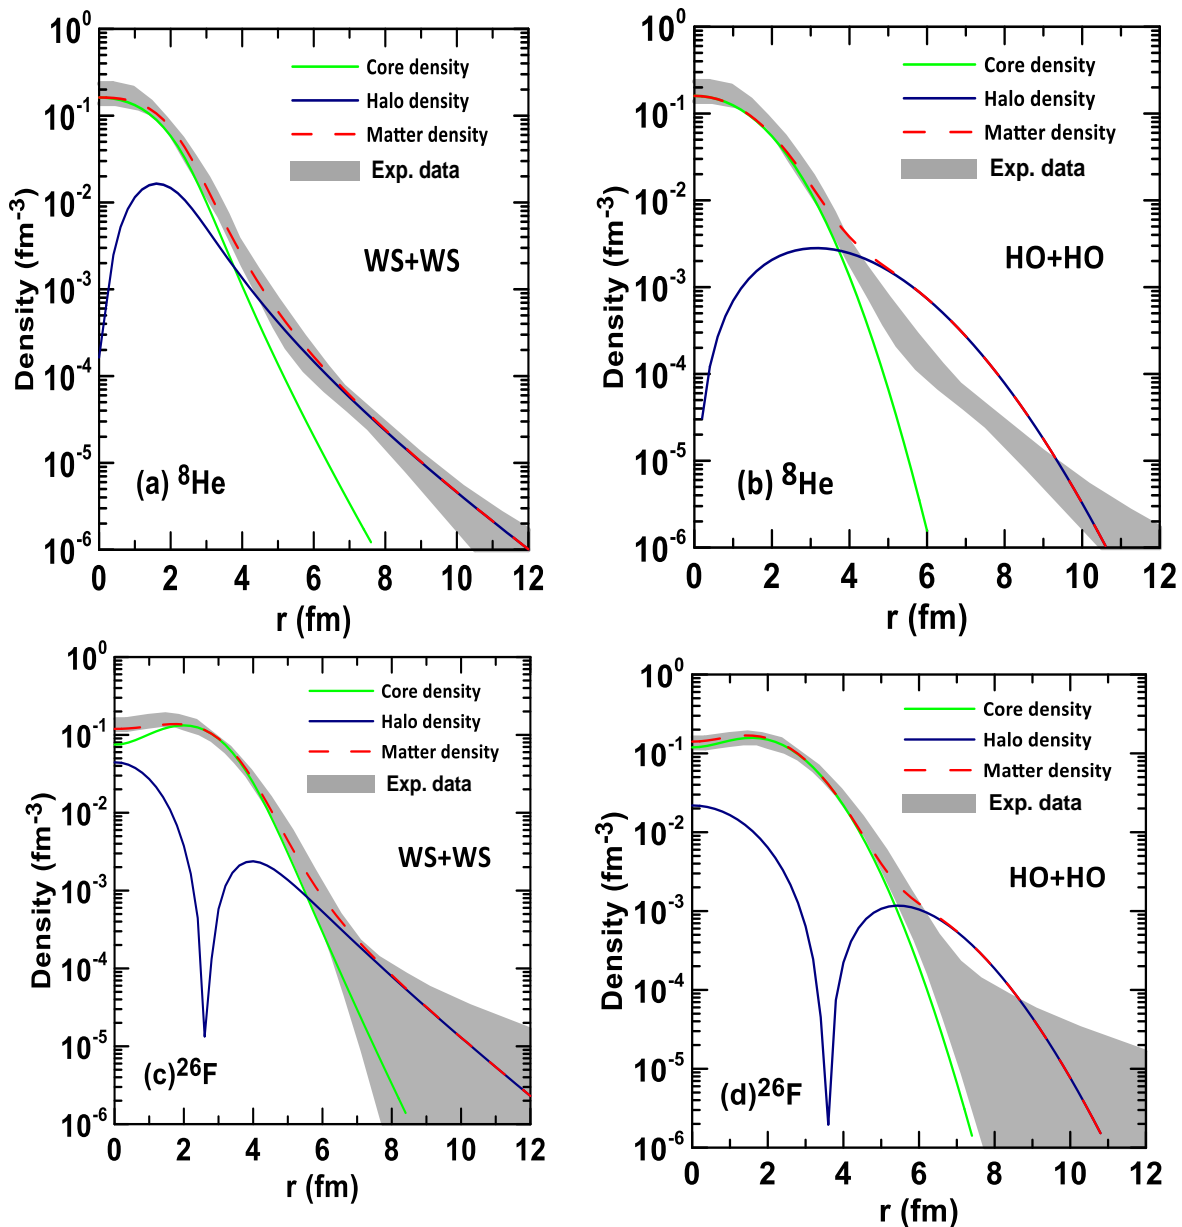 10^0
10^-1
10^-2
10^-3
10^-4
10^-5
10^-6
Density (fm^-3)
Core density
Halo density
Matter density
Exp. data
WS+WS
(a) ^8He
0 2 4 6 8 10 12
r (fm)
10^0
10^-1
10^-2
10^-3
10^-4
10^-5
10^-6
Density (fm^-3)
Core density
Halo density
Matter density
Exp. data
HO+HO
(b) ^8He
0 2 4 6 8 10 12
r (fm)
10^0
10^-1
10^-2
10^-3
10^-4
10^-5
10^-6
Density (fm^-3)
Core density
Halo density
Matter density
Exp. data
WS+WS
(c)^26F
0 2 4 6 8 10 12
r (fm)
10^0
10^-1
10^-2
10^-3
10^-4
10^-5
10^-6
Density (fm^-3)
Core density
Halo density
Matter density
Exp. data
HO+HO
(d)^26F
0 2 4 6 8 10 12
r (fm)